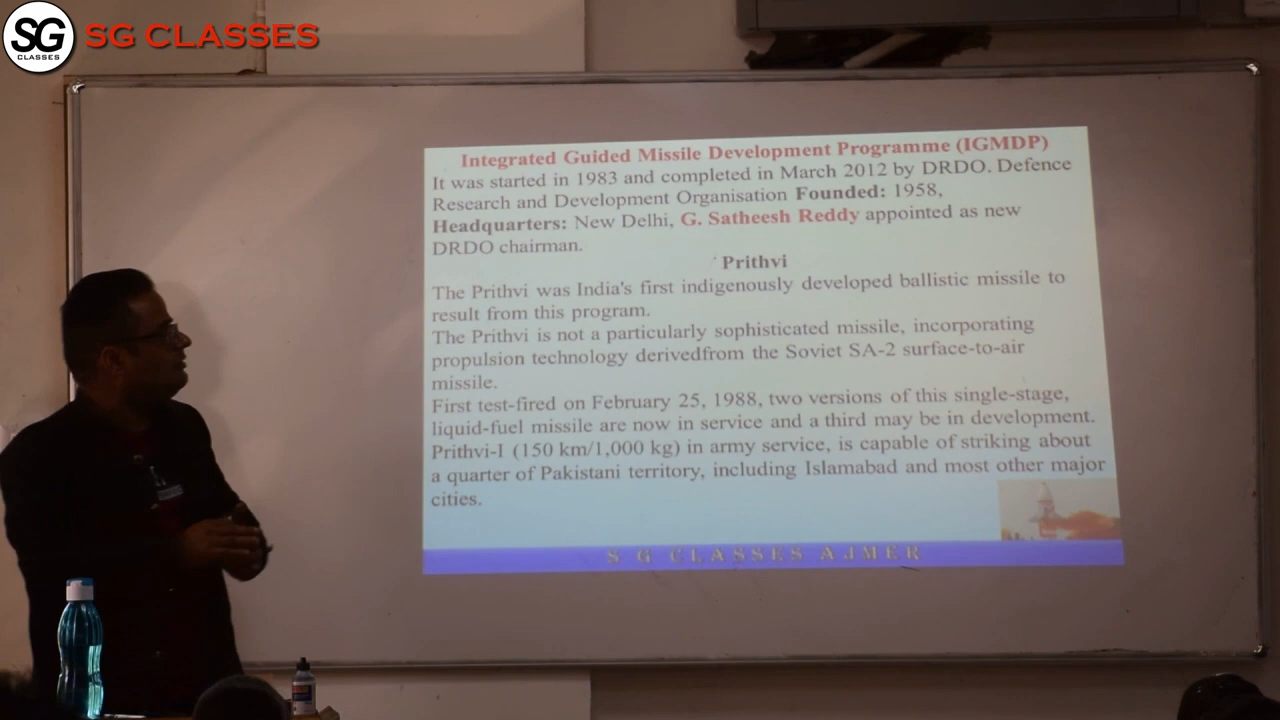 SG
CLASSES
SG CLASSES
Integrated Guided Missile Development Programme (IGMDP)
It was started in 1983 and completed in March 2012 by DRDO. Defence
Research and Development Organisation Founded: 1958,
Headquarters: New Delhi, G. Satheesh Reddy appointed as new
DRDO chairman.
Prithvi
The Prithvi was India's first indigenously developed ballistic missile to
result from this program.
The Prithvi is not a particularly sophisticated missile, incorporating
propulsion technology derivedfrom the Soviet SA-2 surface-to-air
missile.
First test-fired on February 25, 1988, two versions of this single-stage,
liquid-fuel missile are now in service and a third may be in development.
Prithvi-I (150 km/1,000 kg) in army service, is capable of striking about
a quarter of Pakistani territory, including Islamabad and most other major
cities.
S G CLASSES AJMER